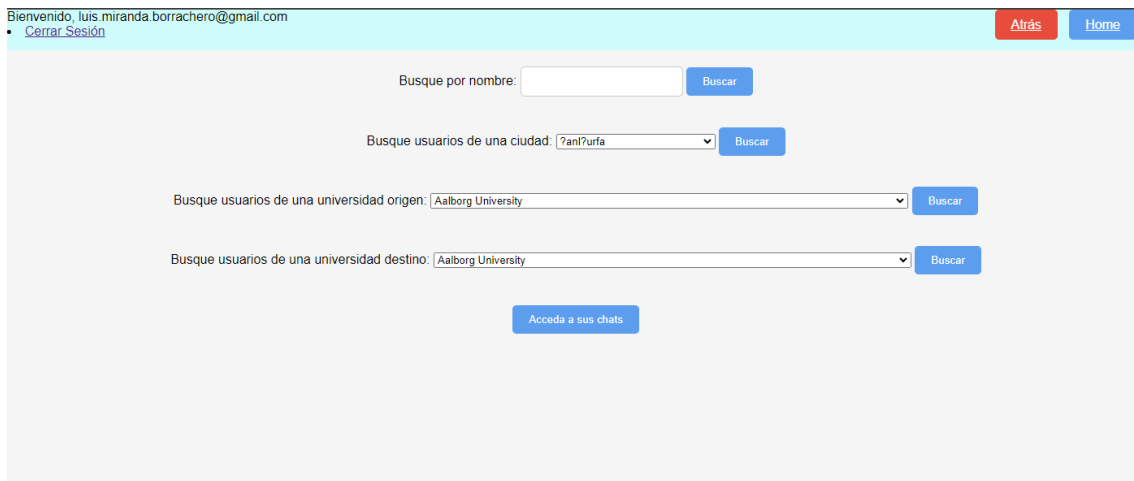 Bienvenido, luis.miranda.borrachero@gmail.com
Cerrar Sesión
Atrás Home
Busque por nombre: Buscar
Busque usuarios de una ciudad: ?anl?urfa Buscar
Busque usuarios de una universidad origen: Aalborg University Buscar
Busque usuarios de una universidad destino: Aalborg University Buscar
Acceda a sus chats